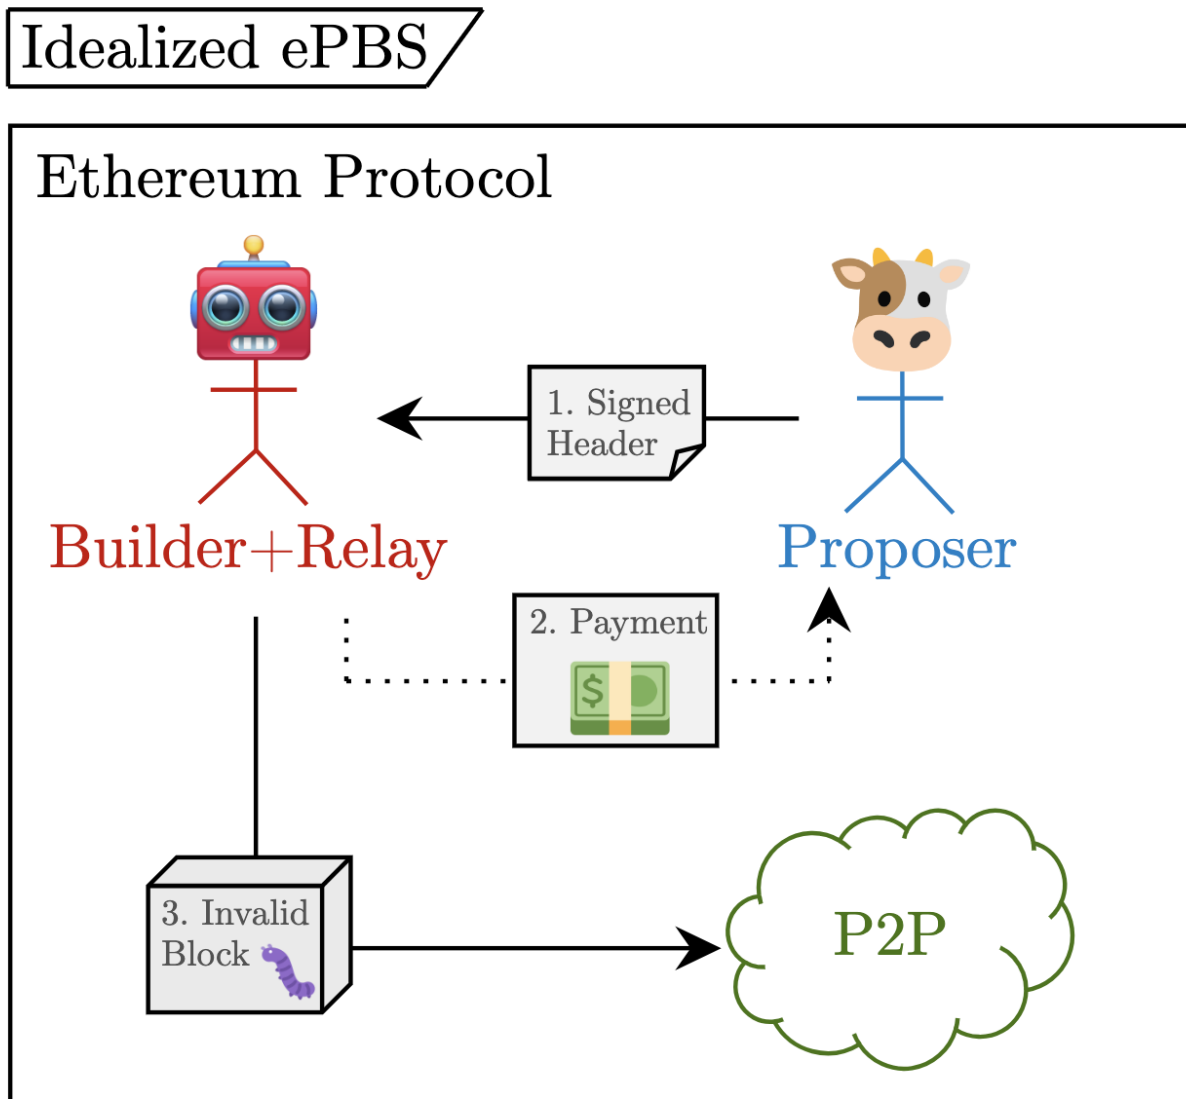 Idealized ePBS
Ethereum Protocol
1. Signed
Header
Builder+Relay
Proposer
2. Payment
$
3. Invalid
Block
P2P